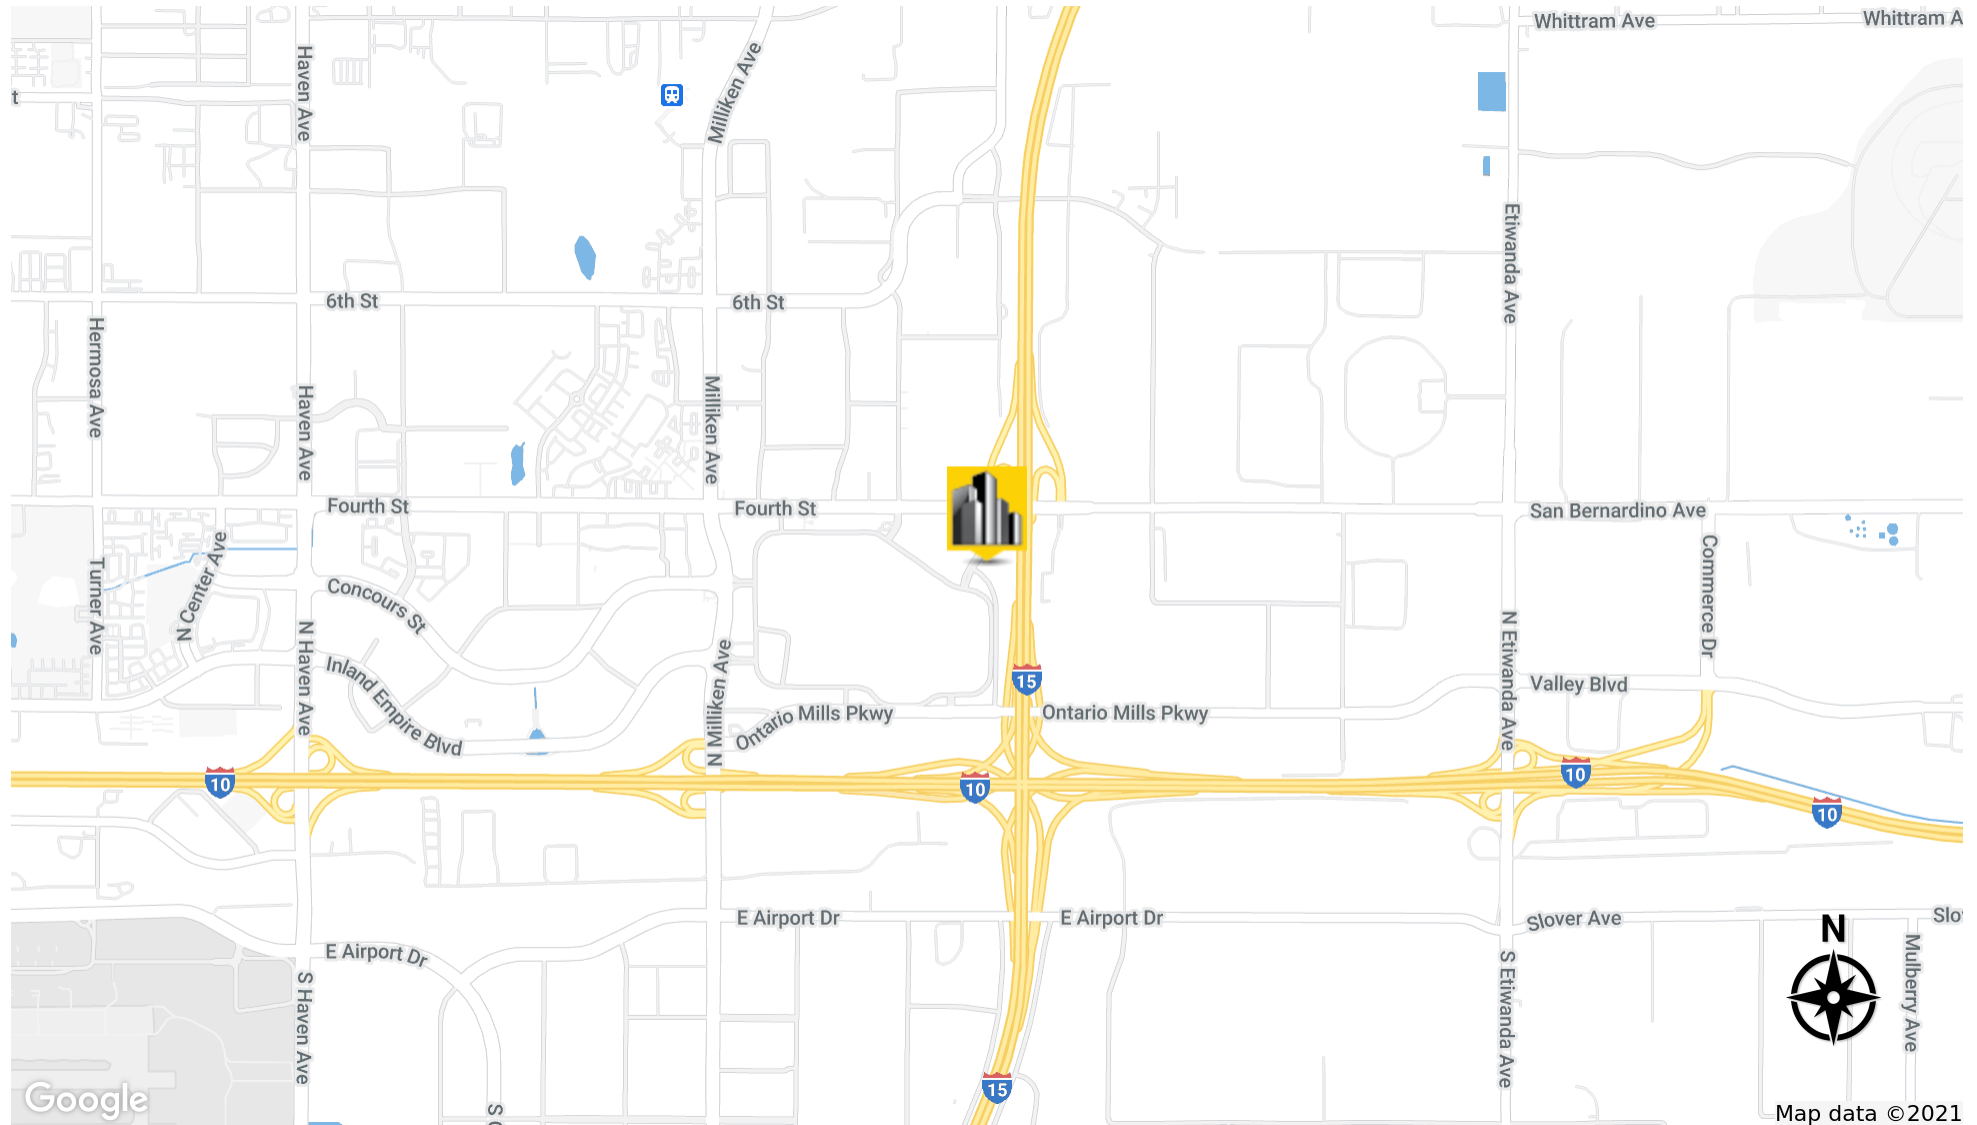 Whittram Ave
Whittram A
Haven Ave
Milliken Ave
t
Etiwanda Ave
6th St
6th St
Hermosa Ave
Haven Ave
Milliken Ave
Fourth St
Fourth St
San Bernardino Ave
N Center Ave
Turner Ave
Concours St
Commerce Dr
N Haven Ave
Inland Empire Blvd
N Milliken Ave
N Etiwanda Ave
15
Valley Blvd
Ontario Mills Pkwy
Ontario Mills Pkwy
10
10
10
10
E Airport Dr
E Airport Dr
Slover Ave
Slo
N
E Airport Dr
S Haven Ave
S Etiwanda Ave
Mulberry Ave
15
Google
S
Map data ©2021